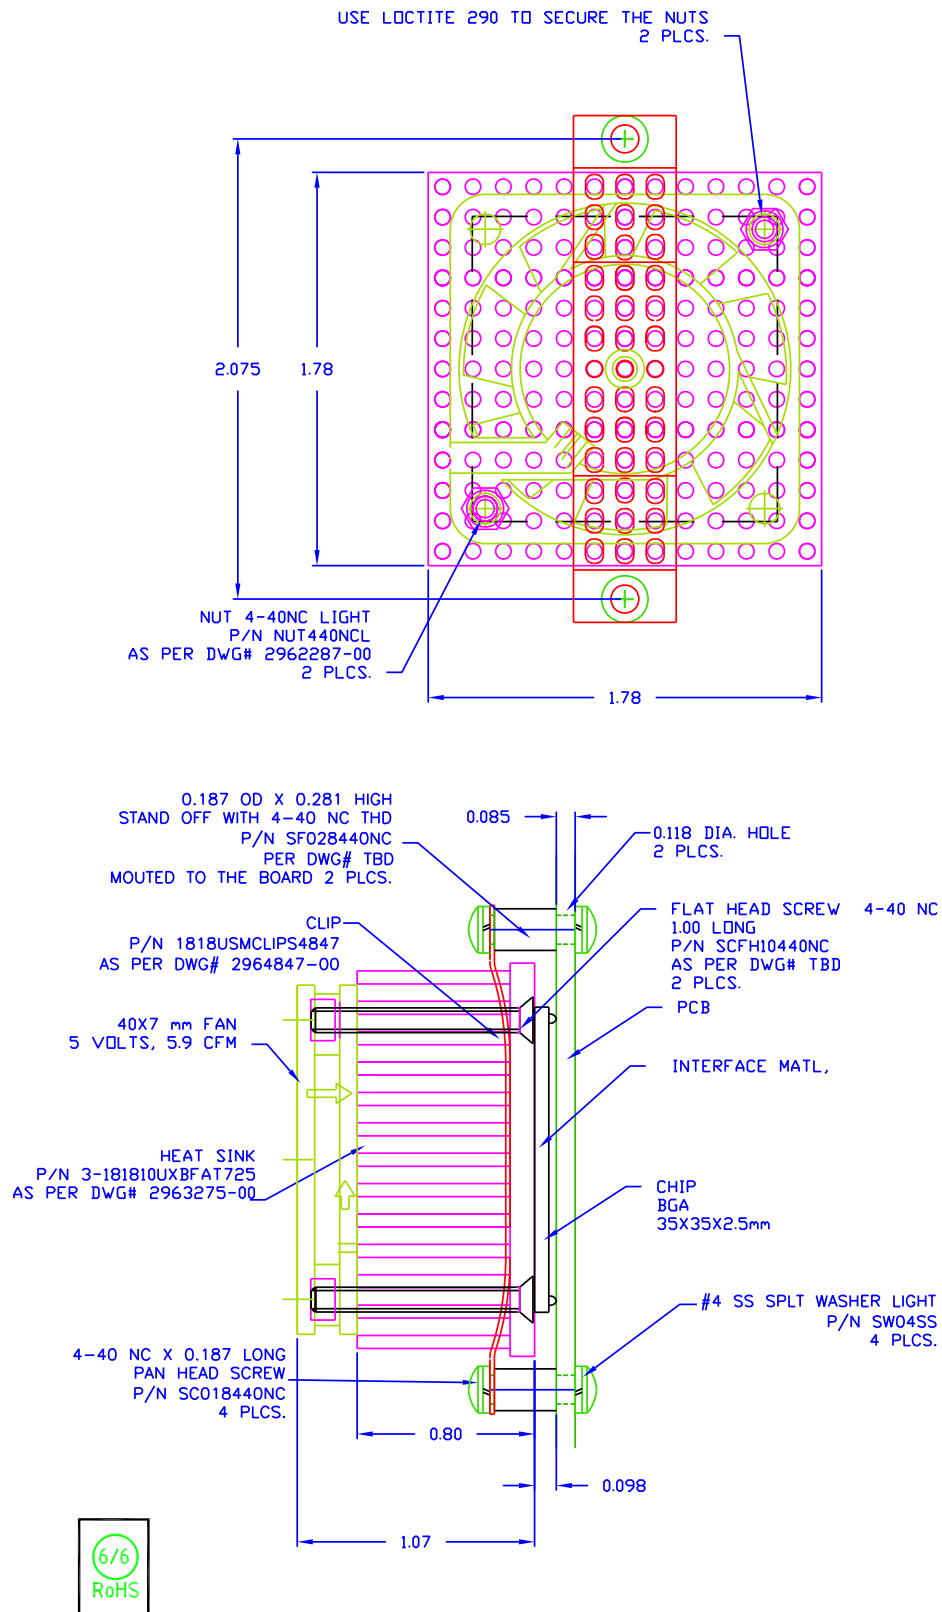 USE LOCTITE 290 TO SECURE THE NUTS
2 PLCS.
2.075
1.78
NUT 4-40NC LIGHT
P/N NUT440NCL
AS PER DWG# 2962287-00
2 PLCS.
1.78
0.187 OD X 0.281 HIGH
STAND OFF WITH 4-40 NC THD
P/N SF028440NC
PER DWG# TBD
MOUTED TO THE BOARD 2 PLCS.
0.085
0.118 DIA. HOLE
2 PLCS.
CLIP
P/N 1818USMCLIPS4847
AS PER DWG# 2964847-00
FLAT HEAD SCREW 4-40 NC
1.00 LONG
P/N SCFH10440NC
AS PER DWG# TBD
2 PLCS.
PCB
40X7 mm FAN
5 VOLTS, 5.9 CFM
INTERFACE MATL,
HEAT SINK
P/N 3-181810UXBFAT725
AS PER DWG# 2963275-00
CHIP
BGA
35X35X2.5mm
#4 SS SPLT WASHER LIGHT
P/N SW04SS
4 PLCS.
4-40 NC X 0.187 LONG
PAN HEAD SCREW
P/N SC018440NC
4 PLCS.
0.80
0.098
1.07
6/6
RoHS